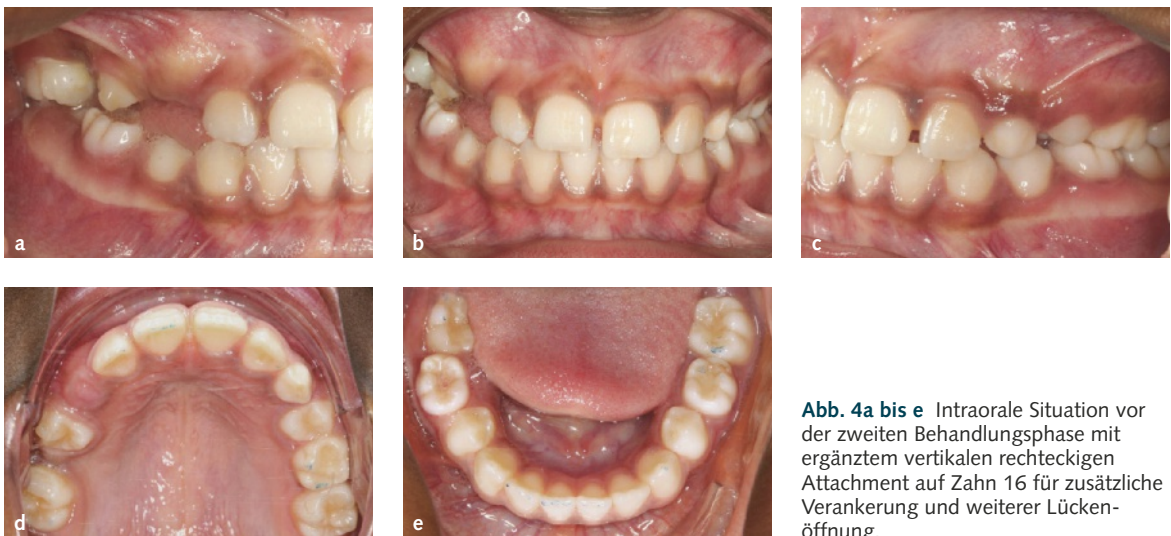 a
b
c
d
e
Abb. 4a bis e Intraorale Situation vor
der zweiten Behandlungsphase mit
ergänztem vertikalen rechteckigen
Attachment auf Zahn 16 für zusätzliche
Verankerung und weiterer Lücken-
öffnung